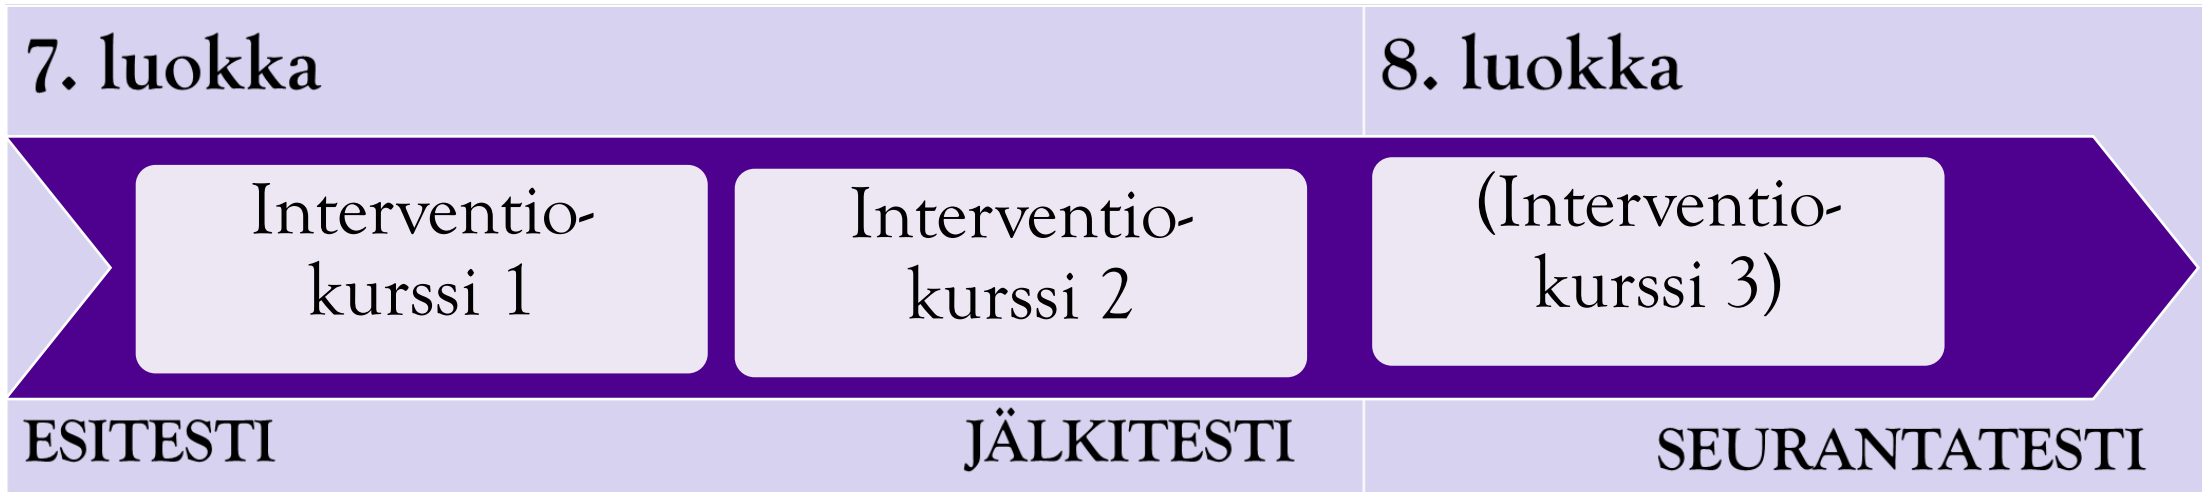 7. luokka
8. luokka
Interventio-
kurssi 1
Interventio-
kurssi 2
(Interventio-
kurssi 3)
ESITESTI
JÄLKITESTI
SEURANTATESTI